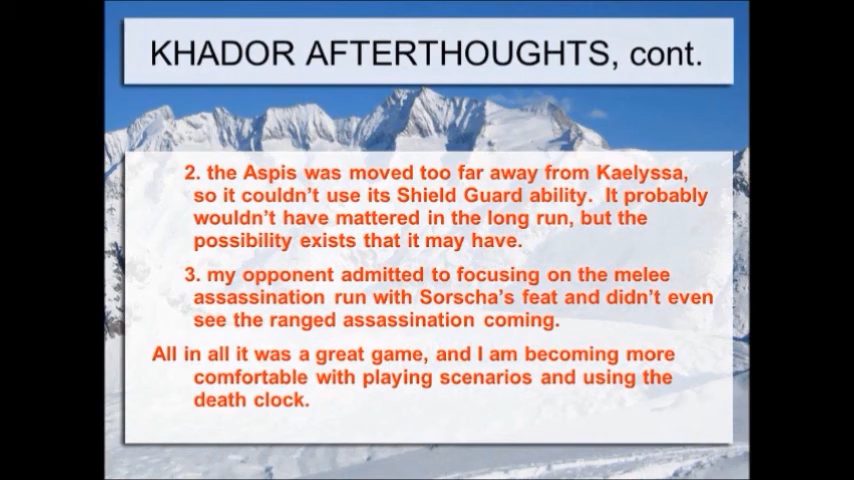 KHADOR AFTERTHOUGHTS, cont.
2. the Aspis was moved too far away from Kaelyssa,
so it couldn't use its Shield Guard ability.  It probably
wouldn't have mattered in the long run, but the
possibility exists that it may have.
3. my opponent admitted to focusing on the melee
assassination run with Sorscha's feat and didn't even
see the ranged assassination coming.
All in all it was a great game, and I am becoming more
comfortable with playing scenarios and using the
death clock.